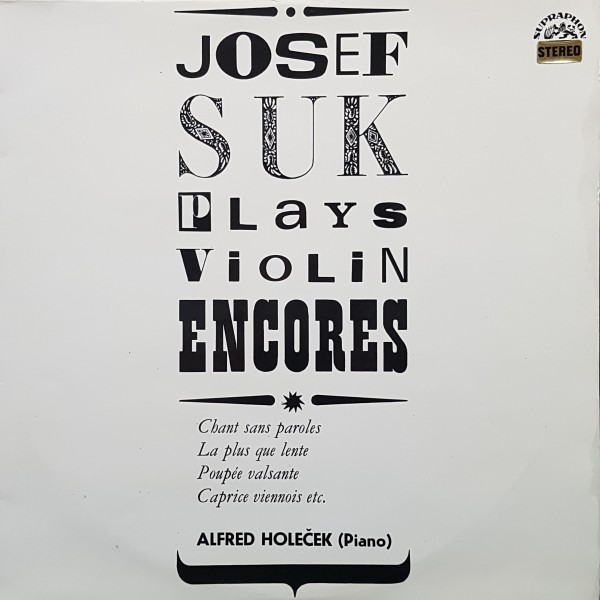 JOSEF
SUPRAPHON
STEREO
SUK
PLayS
ViOLiN
ENCORES
Chant sans paroles
La plus que lente
Poupée valsante
Caprice viennois etc.
ALFRED HOLEČEK (Piano)